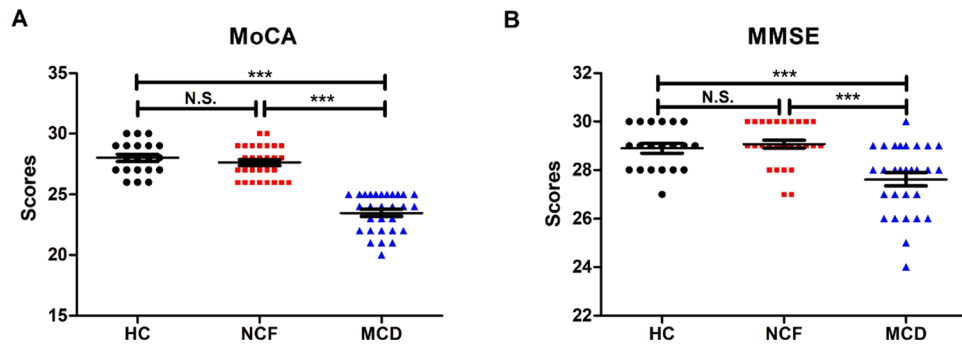 A
MoCA
***
N.S.
***
Scores
35
30
25
20
15
HC
NCF
MCD
B
MMSE
***
N.S.
***
Scores
32
30
28
26
24
22
HC
NCF
MCD